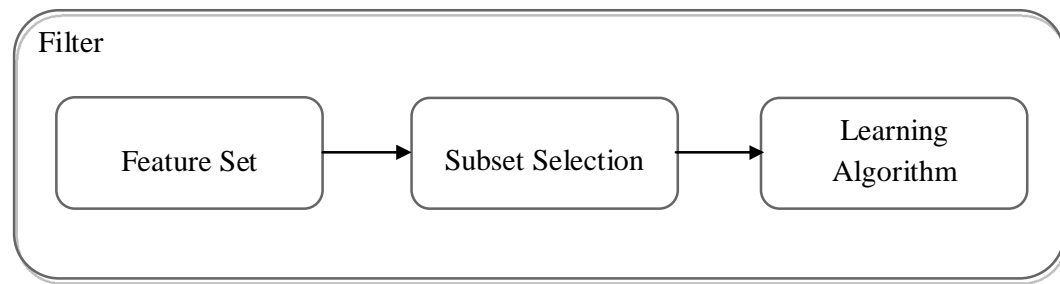 Filter
Feature Set
Subset Selection
Learning
Algorithm